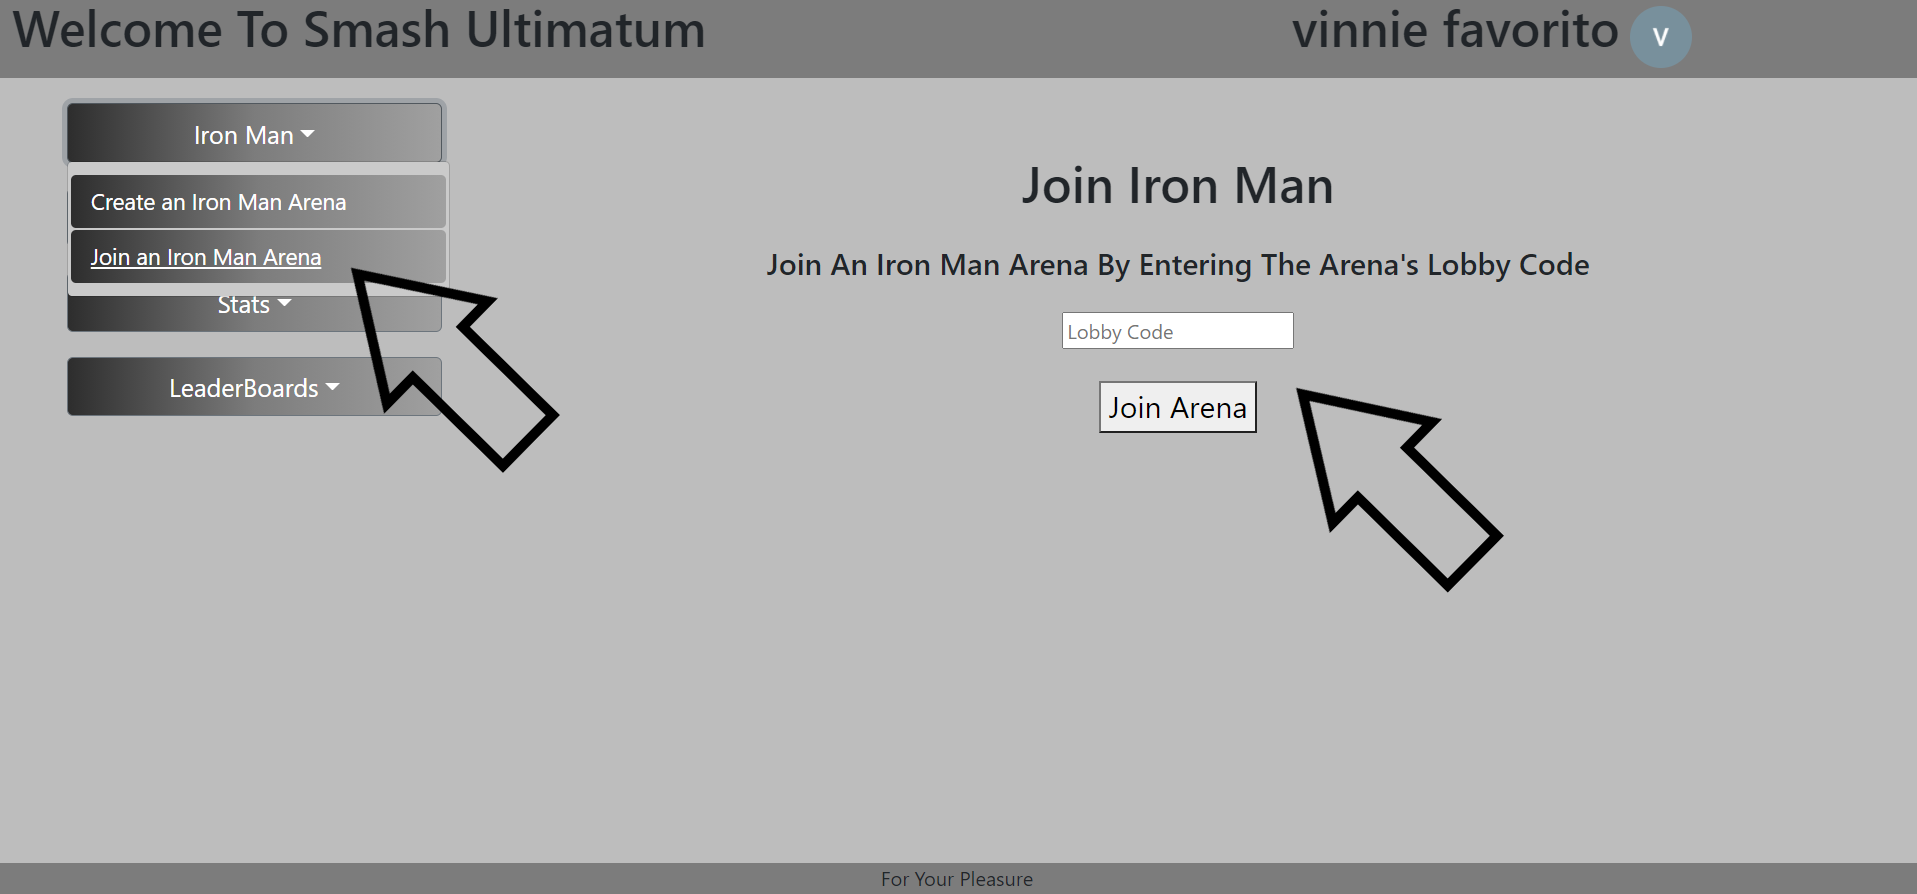 Welcome To Smash Ultimatum
vinnie favorito
V
Iron Man
Create an Iron Man Arena
Join an Iron Man Arena
Stats
LeaderBoards
Join Iron Man
Join An Iron Man Arena By Entering The Arena's Lobby Code
Lobby Code
Join Arena
For Your Pleasure